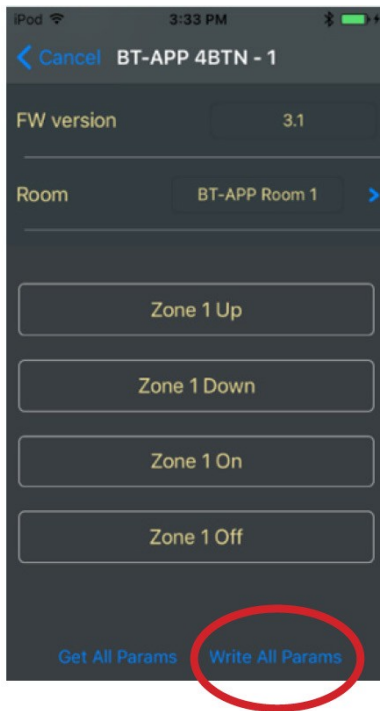 iPod 3:33 PM
Cancel BT-APP 4BTN - 1
FW version 3.1
Room BT-APP Room 1
Zone 1 Up
Zone 1 Down
Zone 1 On
Zone 1 Off
Get All Params Write All Params